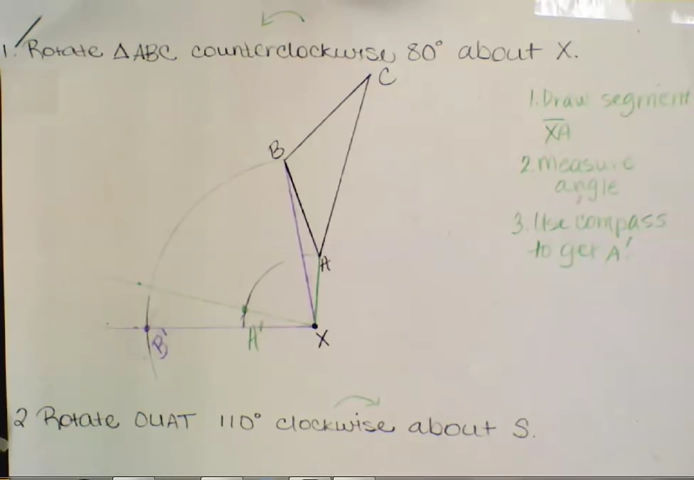 1. Rotate △ABC counterclockwise 80° about X.
C
1. Draw segment
XA
B
2. measure
angle
3. Use compass
to get A'
A
A'
X
B'
2 Rotate OUAT 110° clockwise about S.